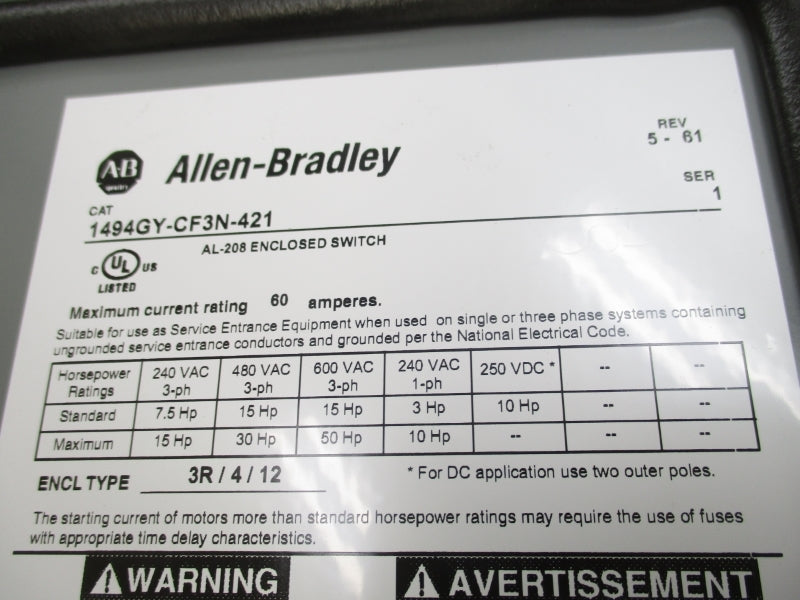 A-B
QUALITY
Allen-Bradley
REV
5 - 61
SER
1
CAT
1494GY-CF3N-421
AL-208 ENCLOSED SWITCH
C UL US
LISTED
Maximum current rating 60 amperes.
Suitable for use as Service Entrance Equipment when used on single or three phase systems containing
ungrounded service entrance conductors and grounded per the National Electrical Code.
Horsepower Ratings 240 VAC 3-ph 480 VAC 3-ph 600 VAC 3-ph 240 VAC 1-ph 250 VDC * -- --
Standard 7.5 Hp 15 Hp 15 Hp 3 Hp 10 Hp -- --
Maximum 15 Hp 30 Hp 50 Hp 10 Hp -- -- --
ENCL TYPE 3R / 4 / 12
* For DC application use two outer poles.
The starting current of motors more than standard horsepower ratings may require the use of fuses
with appropriate time delay characteristics.
WARNING
AVERTISSEMENT